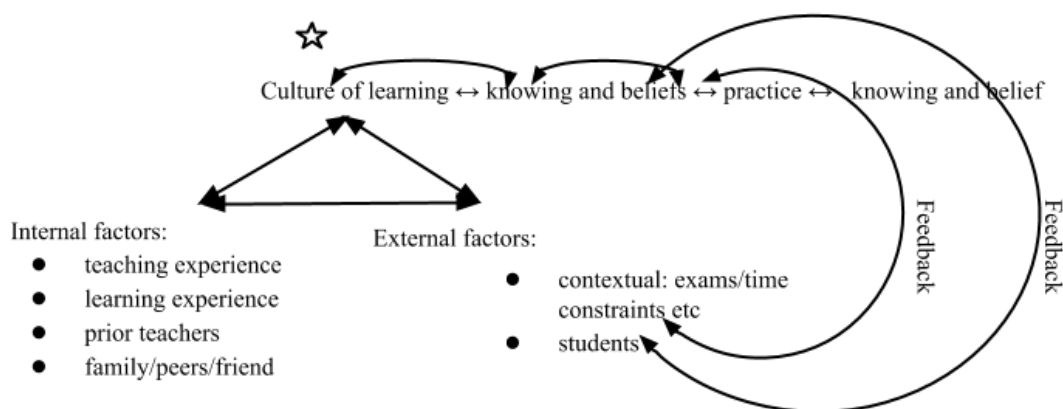 Culture of learning ↔ knowing and beliefs ↔ practice ↔ knowing and belief
Internal factors:
● teaching experience
● learning experience
● prior teachers
● family/peers/friend
External factors:
● contextual: exams/time
constraints etc
● students
Feedback
Feedback